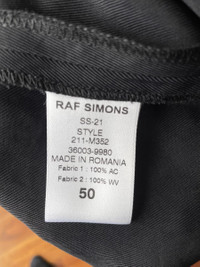 RAF SIMONS
SS-21
STYLE
211-M352
36003-9980
MADE IN ROMANIA
Fabric 1 : 100% AC
Fabric 2 : 100% WV
50